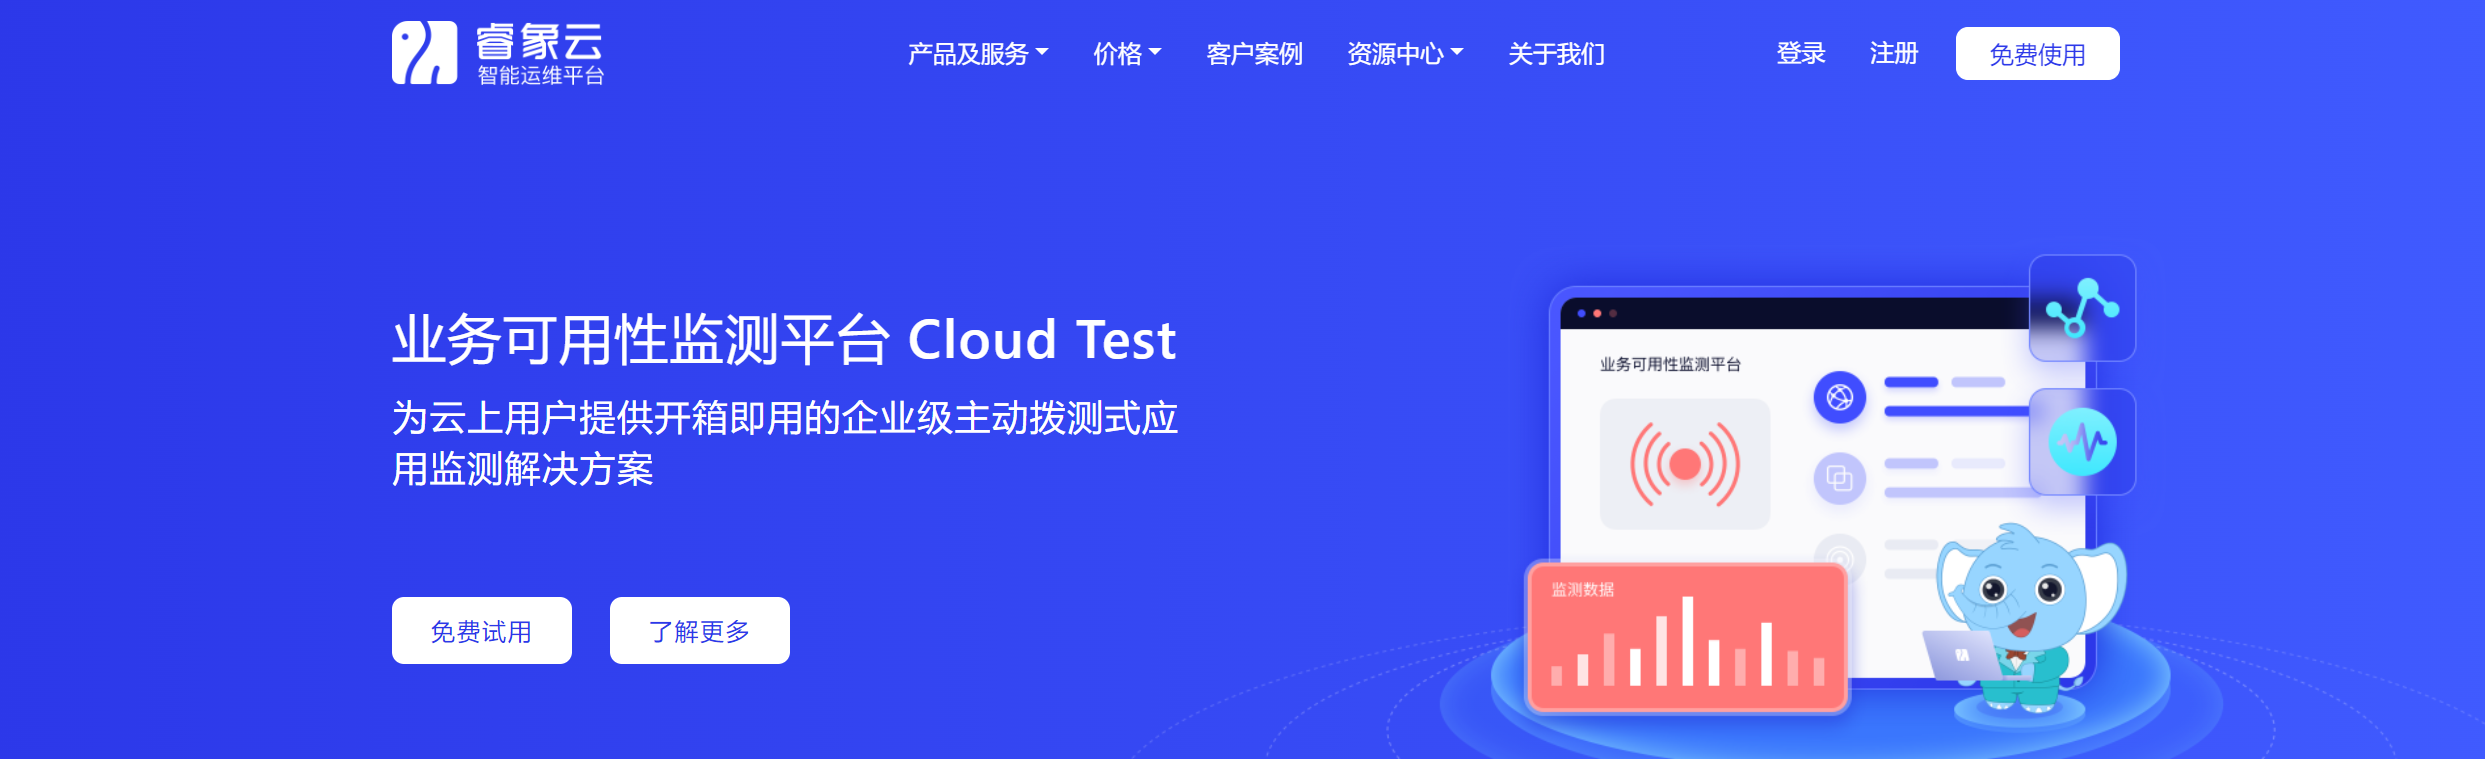 睿象云
智能运维平台
产品及服务
价格
客户案例
资源中心
关于我们
登录
注册
免费使用
业务可用性监测平台 Cloud Test
为云上用户提供开箱即用的企业级主动拨测式应
用监测解决方案
免费试用
了解更多
业务可用性监测平台
监测数据